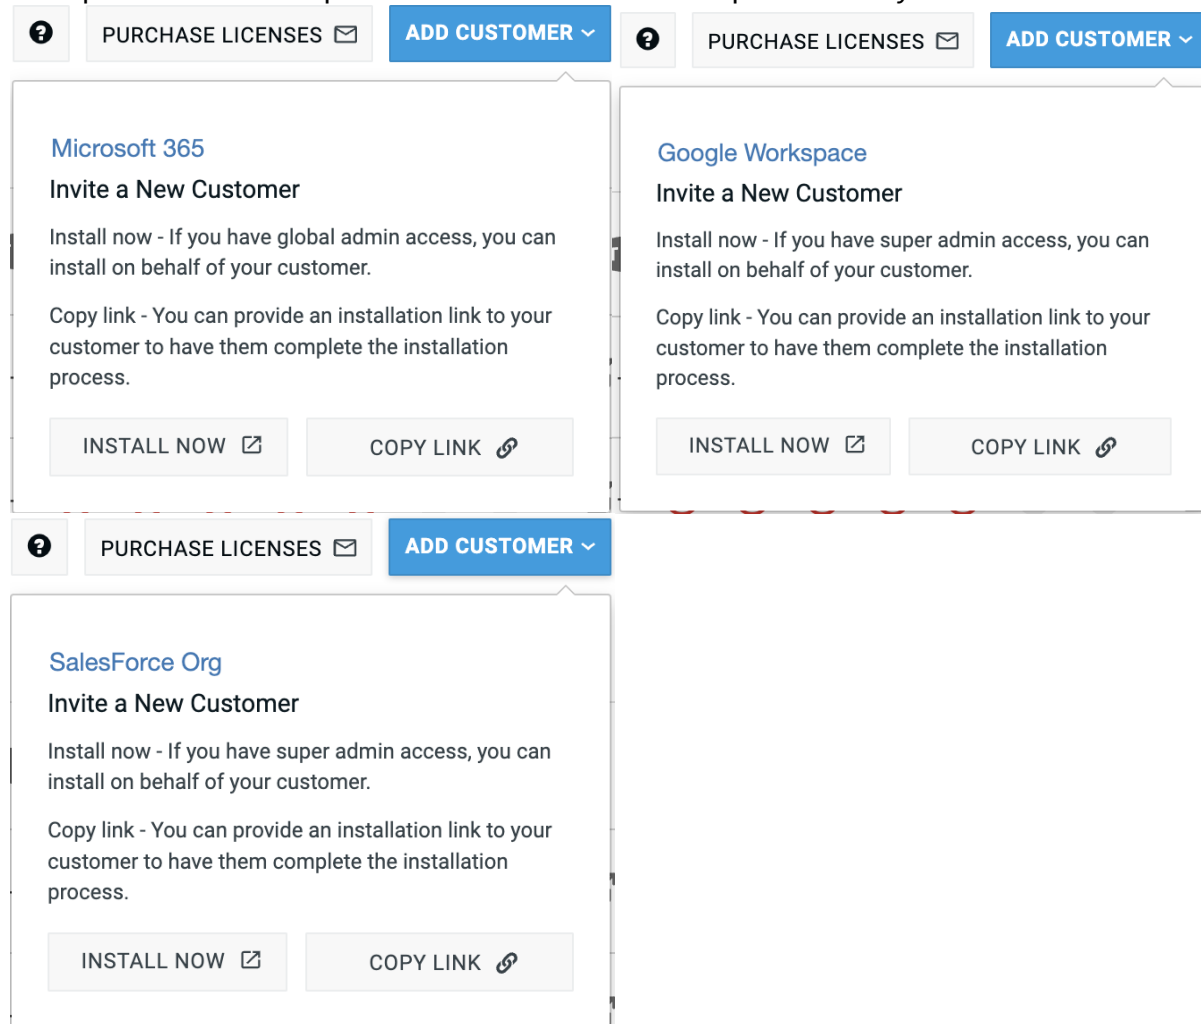 PURCHASE LICENSES
ADD CUSTOMER
Microsoft 365
Invite a New Customer
Install now - If you have global admin access, you can
install on behalf of your customer.
Copy link - You can provide an installation link to your
customer to have them complete the installation
process.
INSTALL NOW
COPY LINK
PURCHASE LICENSES
ADD CUSTOMER
Google Workspace
Invite a New Customer
Install now - If you have super admin access, you can
install on behalf of your customer.
Copy link - You can provide an installation link to your
customer to have them complete the installation
process.
INSTALL NOW
COPY LINK
PURCHASE LICENSES
ADD CUSTOMER
SalesForce Org
Invite a New Customer
Install now - If you have super admin access, you can
install on behalf of your customer.
Copy link - You can provide an installation link to your
customer to have them complete the installation
process.
INSTALL NOW
COPY LINK